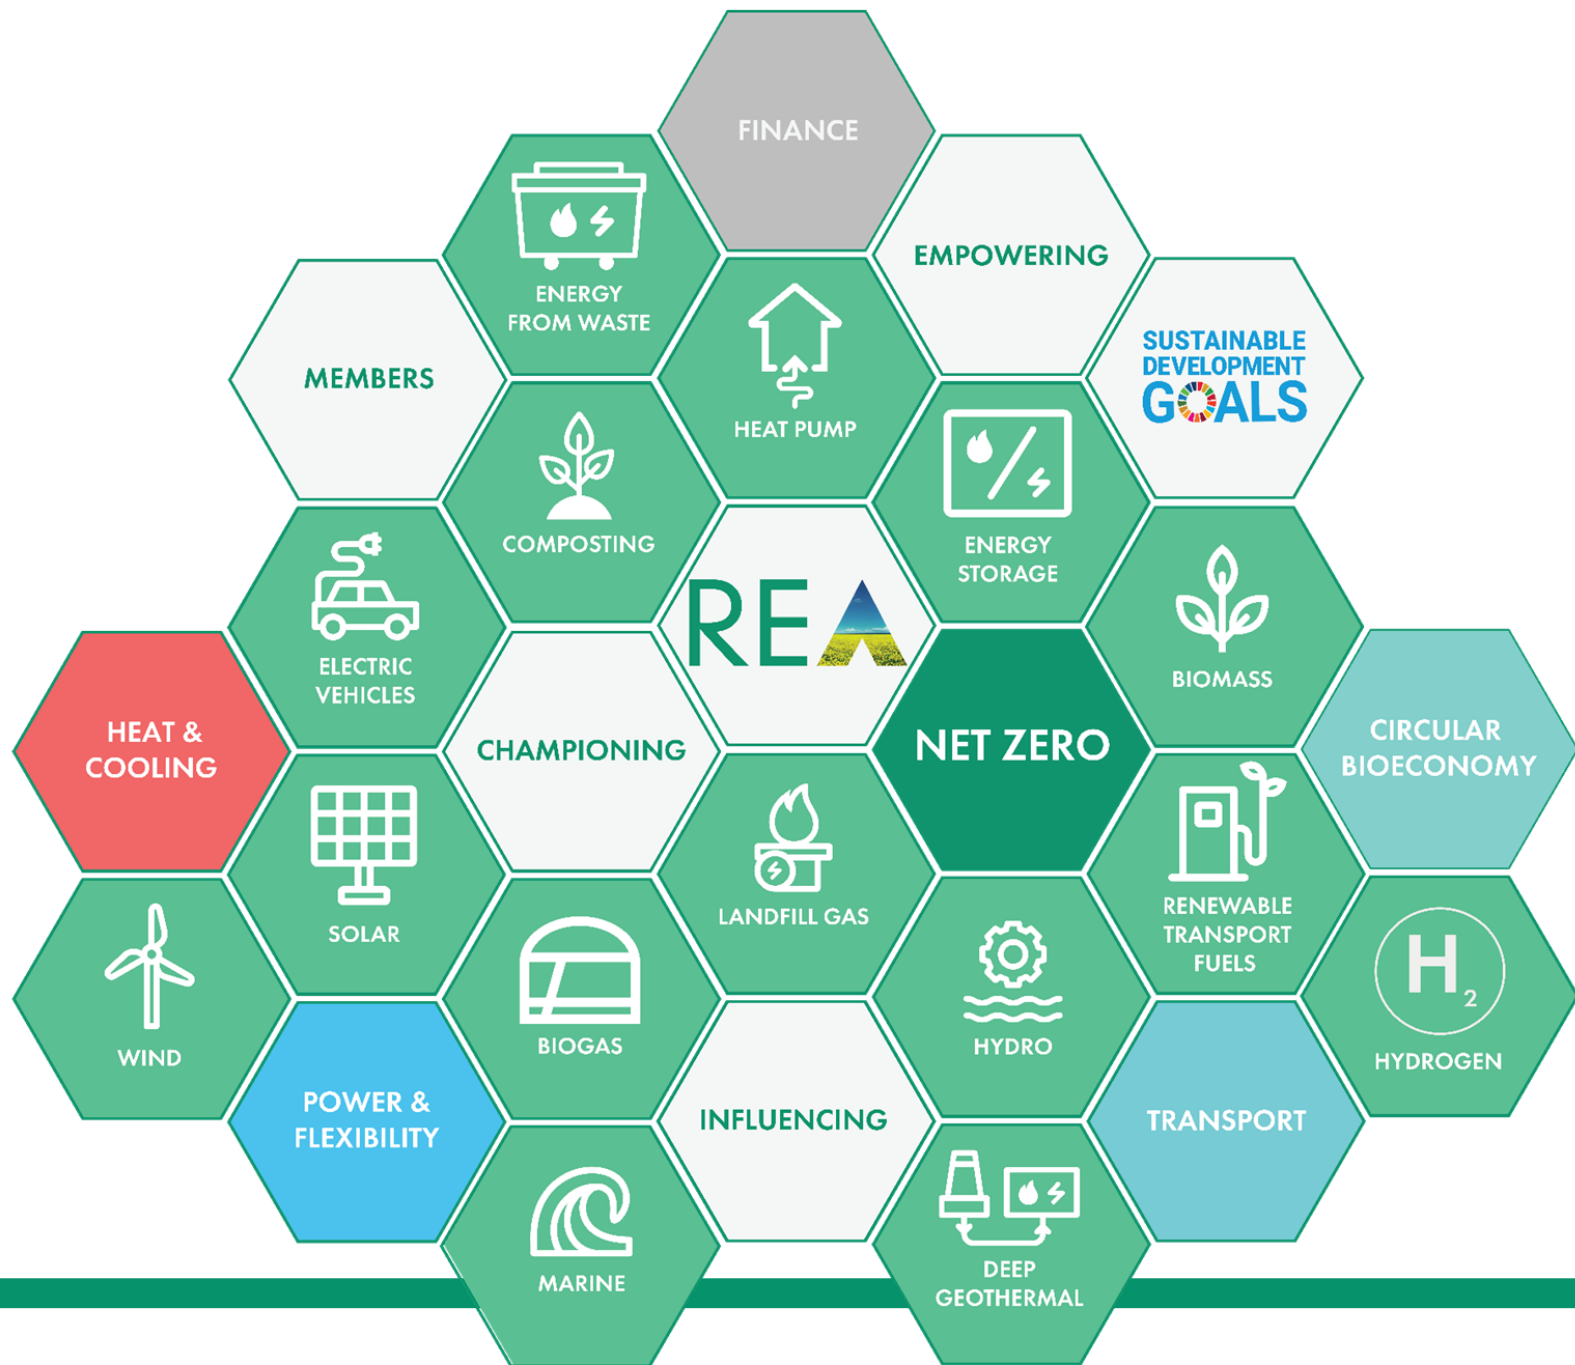 FINANCE
ENERGY
FROM WASTE
EMPOWERING
MEMBERS
HEAT PUMP
SUSTAINABLE
DEVELOPMENT
GOALS
COMPOSTING
ENERGY
STORAGE
ELECTRIC
VEHICLES
REA
BIOMASS
HEAT &
COOLING
CHAMPIONING
NET ZERO
CIRCULAR
BIOECONOMY
SOLAR
LANDFILL GAS
RENEWABLE
TRANSPORT
FUELS
WIND
BIOGAS
HYDRO
H2
HYDROGEN
POWER &
FLEXIBILITY
INFLUENCING
TRANSPORT
MARINE
DEEP
GEOTHERMAL